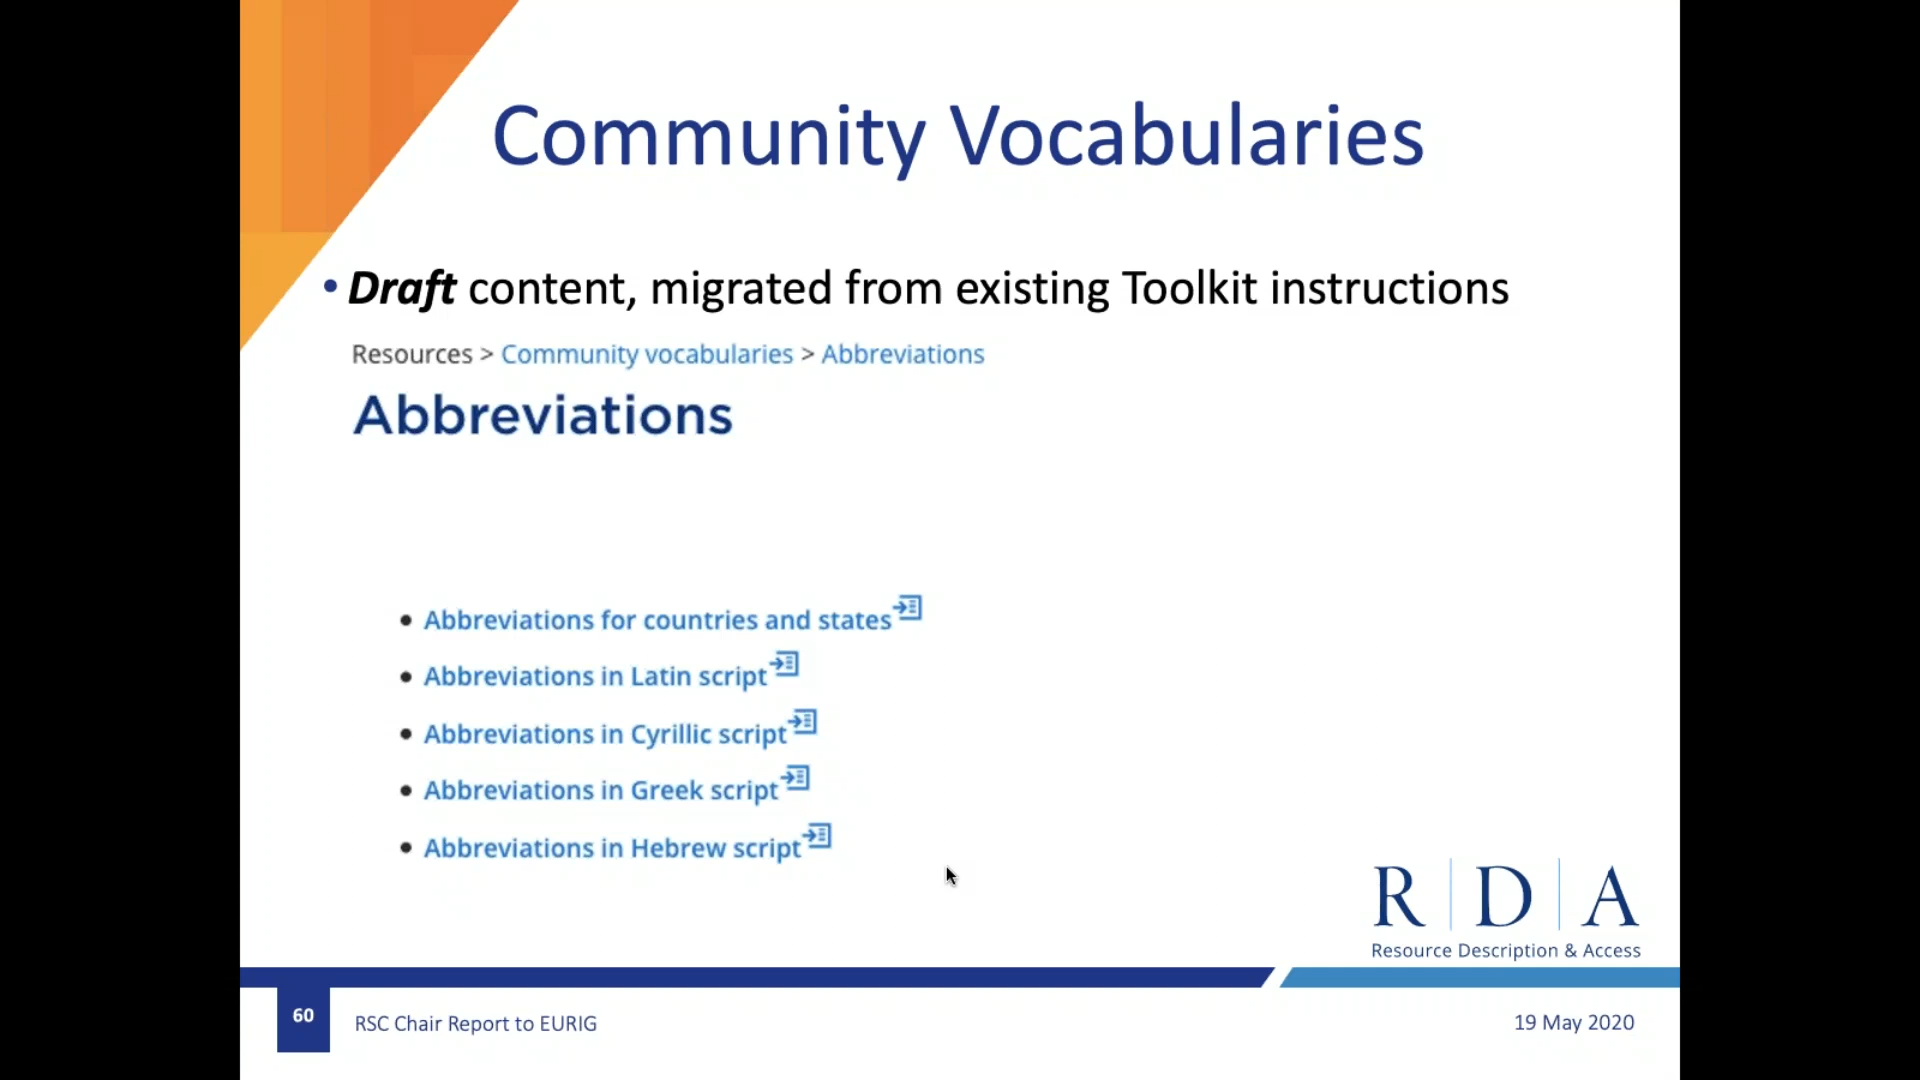 Community Vocabularies
• Draft content, migrated from existing Toolkit instructions
Resources > Community vocabularies > Abbreviations
Abbreviations
• Abbreviations for countries and states
• Abbreviations in Latin script
• Abbreviations in Cyrillic script
• Abbreviations in Greek script
• Abbreviations in Hebrew script
R D A
Resource Description & Access
60
RSC Chair Report to EURIG
19 May 2020